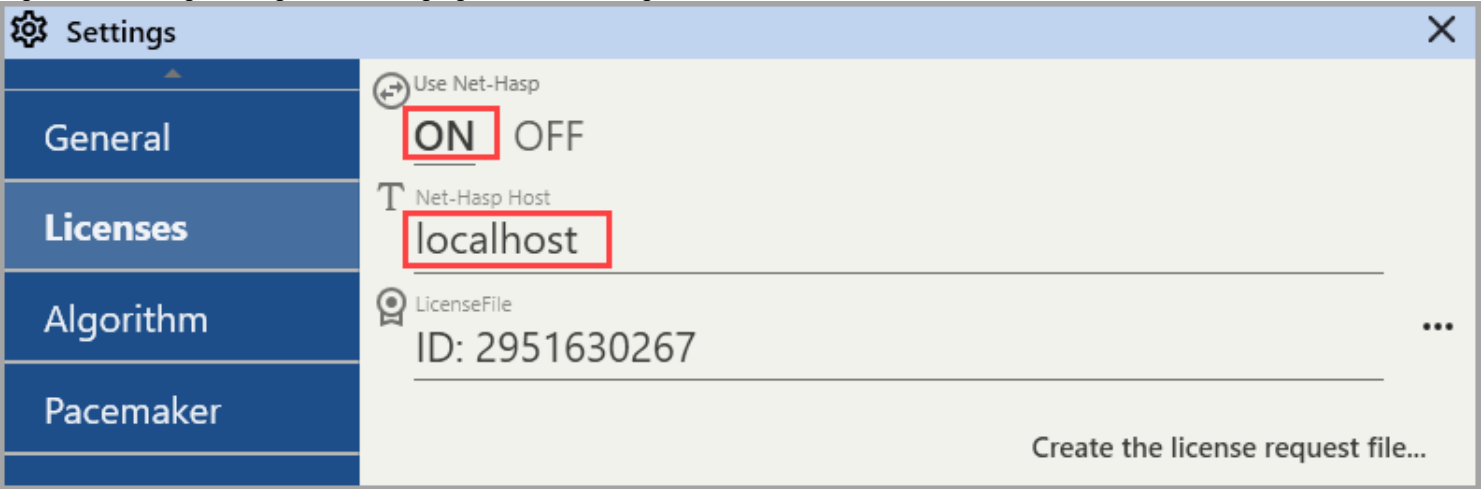 Settings
General
Licenses
Algorithm
Pacemaker
Use Net-Hasp
ON OFF
Net-Hasp Host
localhost
LicenseFile
ID: 2951630267
Create the license request file...